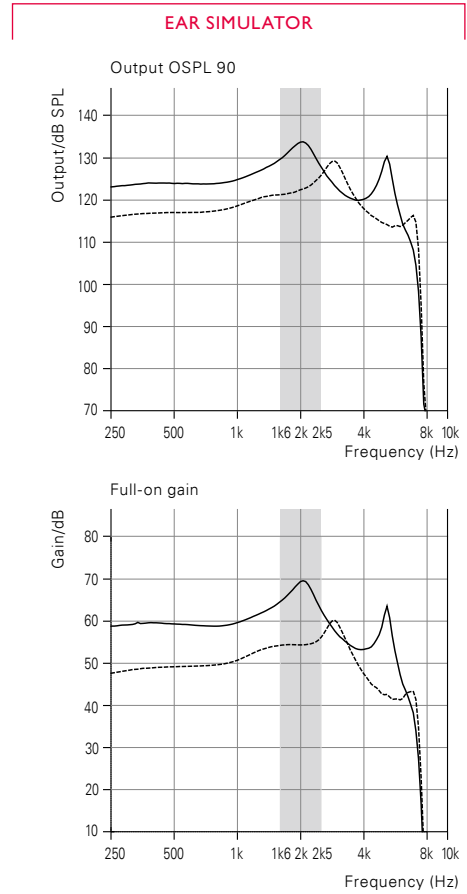 EAR SIMULATOR
Output OSPL 90
Output/dB SPL
140
130
120
110
100
90
80
70
250 500 1k 1k6 2k 2k5 4k 8k 10k
Frequency (Hz)
Full-on gain
Gain/dB
80
70
60
50
40
30
20
10
250 500 1k 1k6 2k 2k5 4k 8k 10k
Frequency (Hz)